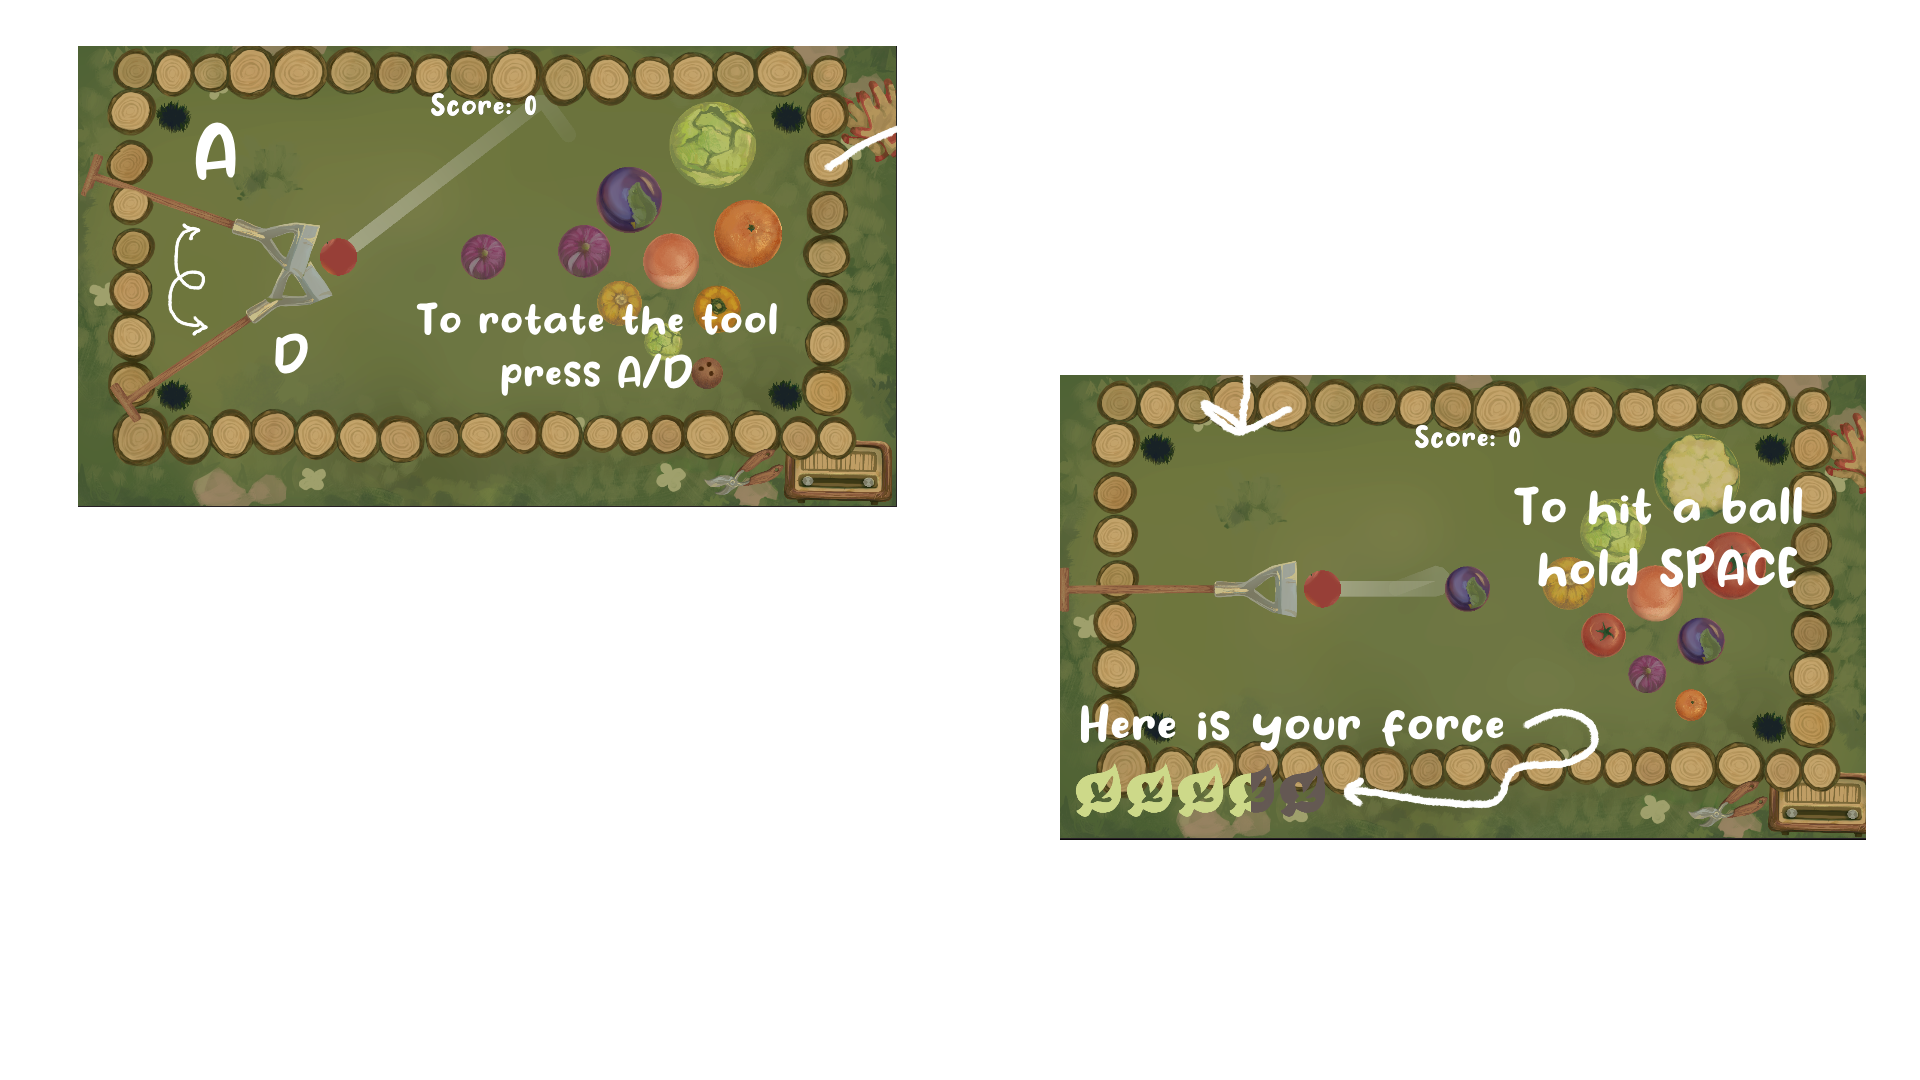 Score: 0
A
D
To rotate the tool
press A/D
Score: 0
To hit a ball
hold SPACE
Here is your force